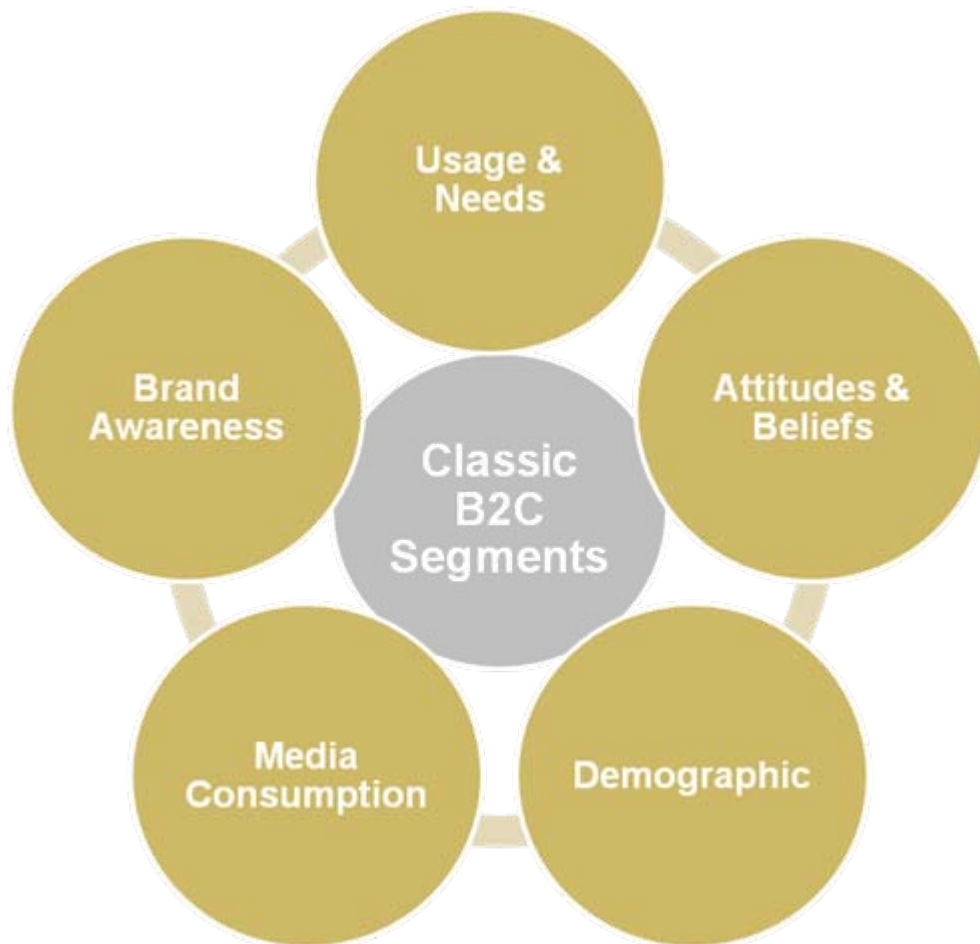 Usage &
Needs
Attitudes &
Beliefs
Demographic
Media
Consumption
Brand
Awareness
Classic
B2C
Segments